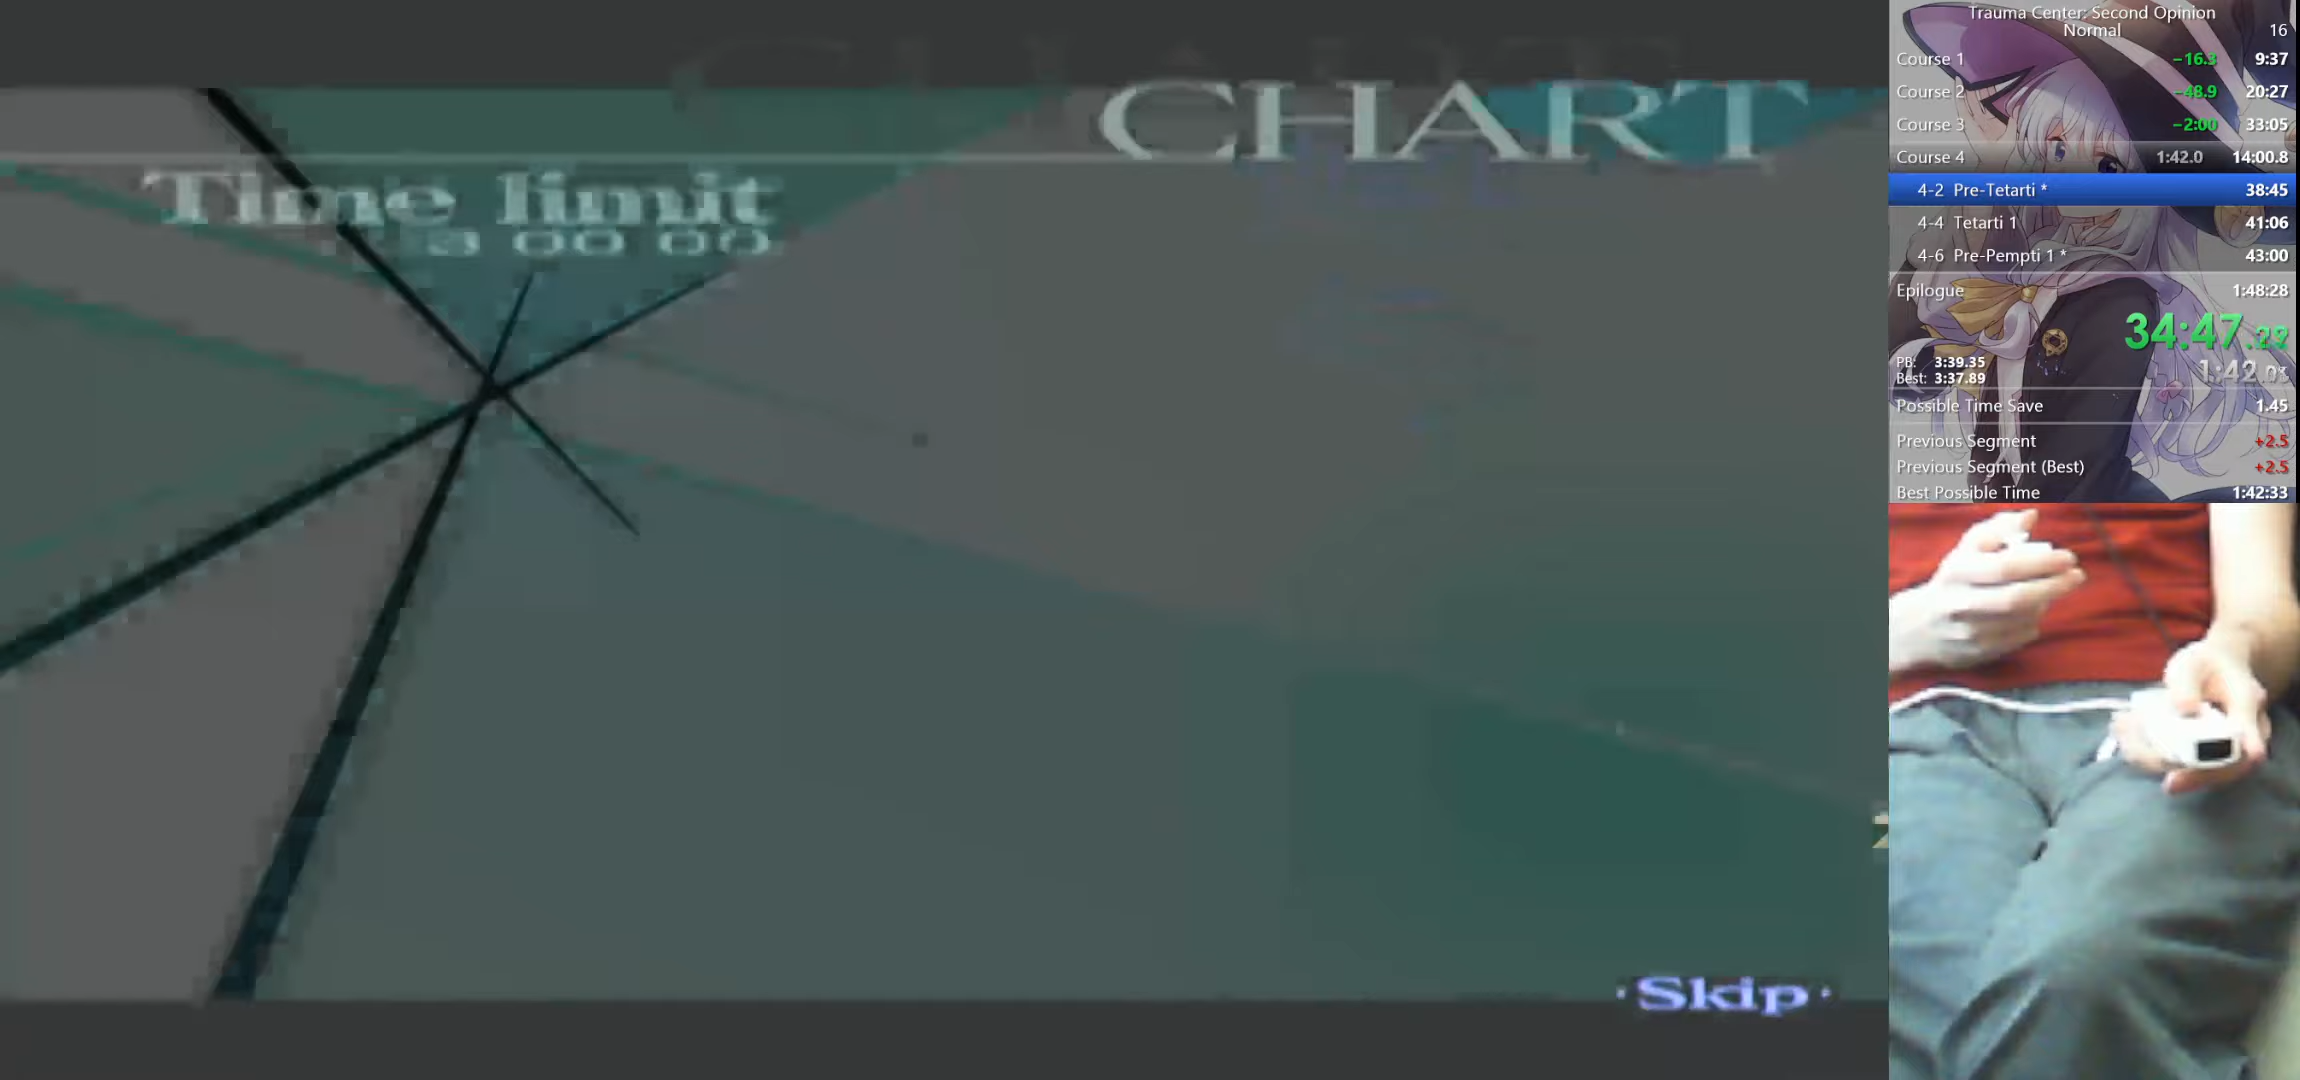 CHART
Time limit
3 00 00
Skip
Trauma Center: Second Opinion
Normal 16
Course 1 -16.3 9:37
Course 2 -48.9 20:27
Course 3 -2:00 33:05
Course 4 1:42.0 14:00.8
4-2 Pre-Tetarti * 38:45
4-4 Tetarti 1 41:06
4-6 Pre-Pempti 1 * 43:00
Epilogue 1:48:28
34:47.29
PB: 3:39.35
Best: 3:37.89
Possible Time Save 1.45
Previous Segment +2.5
Previous Segment (Best) +2.5
Best Possible Time 1:42:33